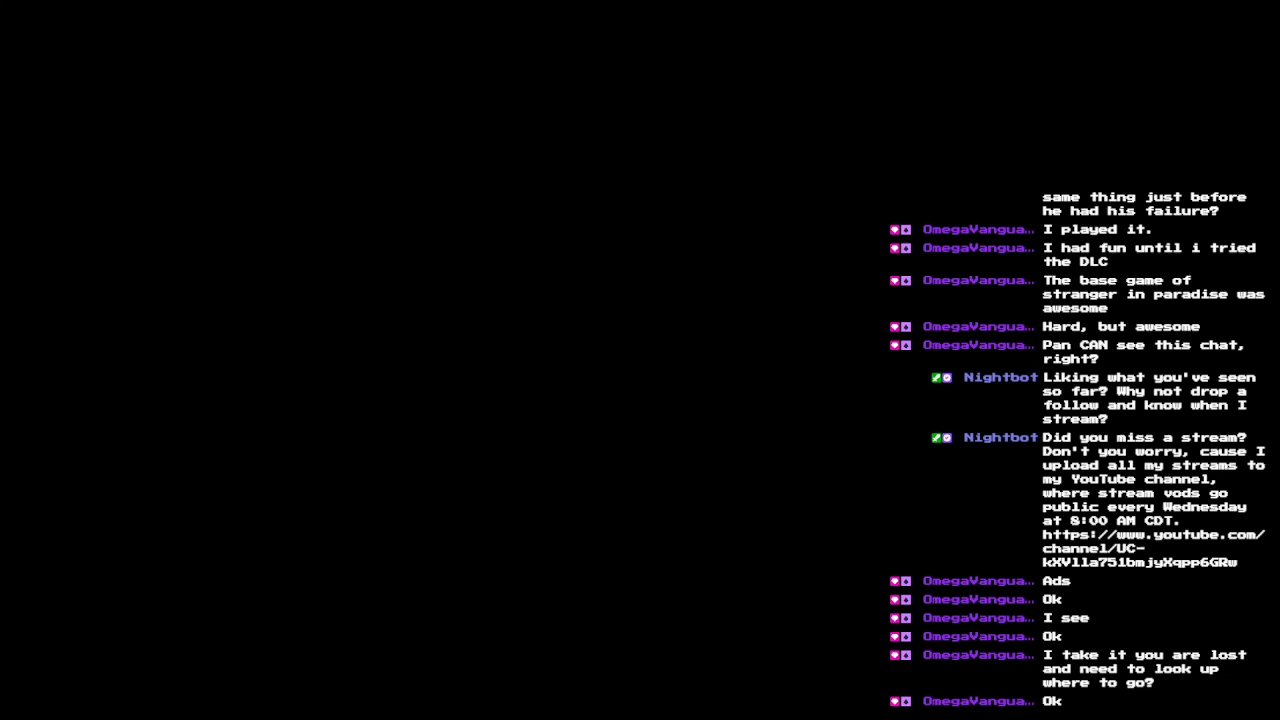 same thing just before
he had his failure?
OmegaVangua... I played it.
OmegaVangua... I had fun until i tried
the DLC
OmegaVangua... The base game of
stranger in paradise was
awesome
OmegaVangua... Hard, but awesome
OmegaVangua... Pan CAN see this chat,
right?
Nightbot Liking what you've seen
so far? Why not drop a
follow and know when I
stream?
Nightbot Did you miss a stream?
Don't you worry, cause I
upload all my streams to
my YouTube channel,
where stream vods go
public every Wednesday
at 8:00 AM CDT.
https://www.youtube.com/
channel/UC-
kXVlla751bmjyXqpp6GRw
OmegaVangua... Ads
OmegaVangua... Ok
OmegaVangua... I see
OmegaVangua... Ok
OmegaVangua... I take it you are lost
and need to look up
where to go?
OmegaVangua... Ok